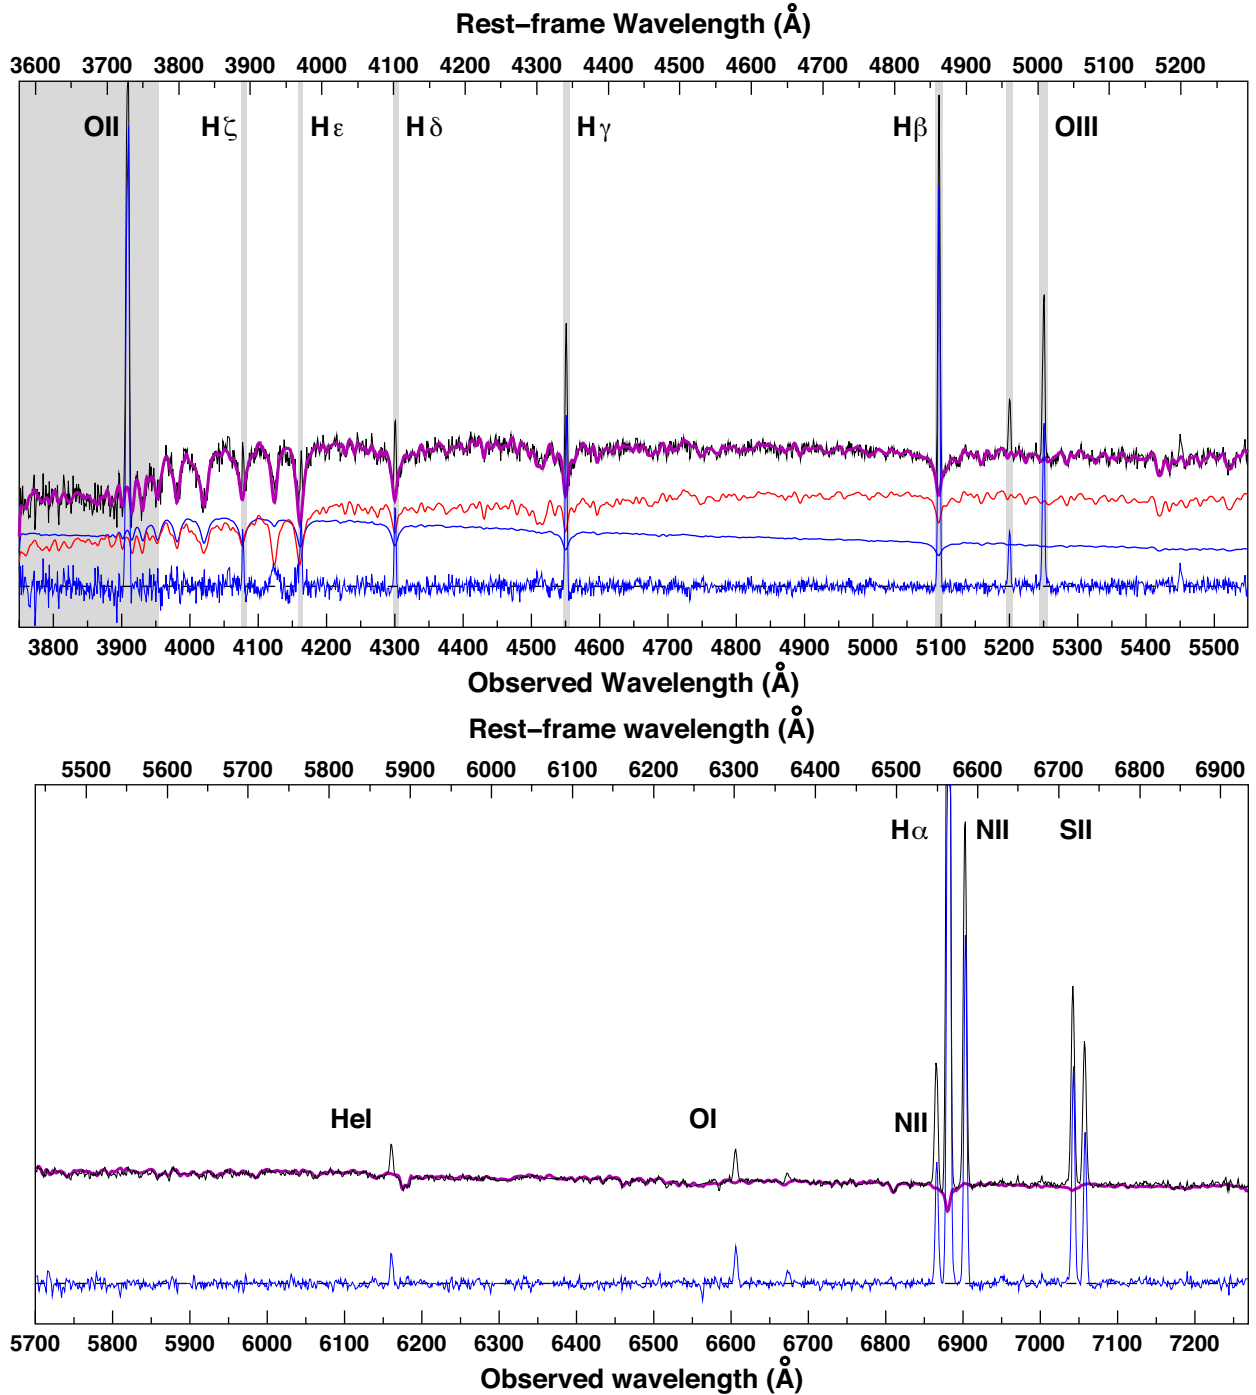 Rest–frame Wavelength (Å)
3600 3700 3800 3900 4000 4100 4200 4300 4400 4500 4600 4700 4800 4900 5000 5100 5200
OII Hζ Hε Hδ Hγ Hβ OIII
3800 3900 4000 4100 4200 4300 4400 4500 4600 4700 4800 4900 5000 5100 5200 5300 5400 5500
Observed Wavelength (Å)
Rest–frame wavelength (Å)
5500 5600 5700 5800 5900 6000 6100 6200 6300 6400 6500 6600 6700 6800 6900
Hα NII SII
HeI OI NII
5700 5800 5900 6000 6100 6200 6300 6400 6500 6600 6700 6800 6900 7000 7100 7200
Observed wavelength (Å)